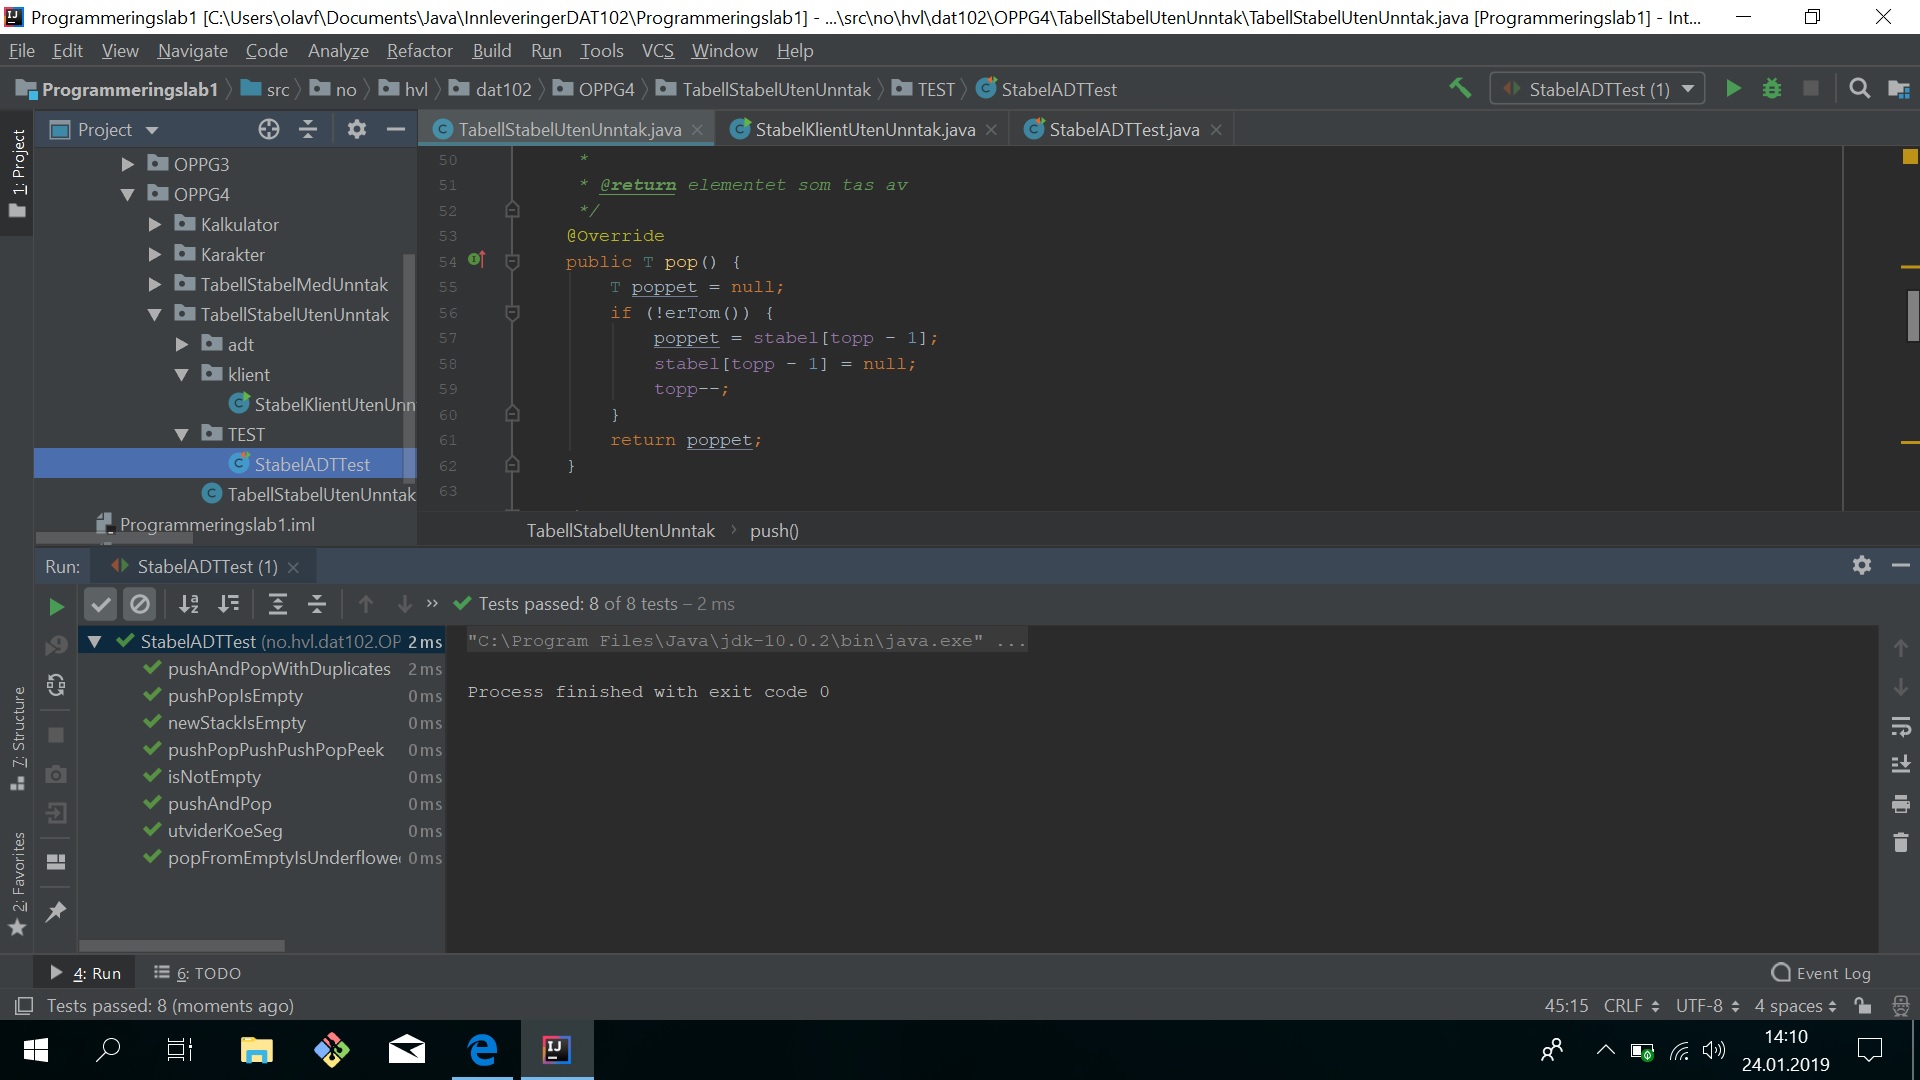 Programmeringslab1 [C:\Users\olavf\Documents\Java\InnleveringerDAT102\Programmeringslab1] - ...\src\no\hvl\dat102\OPPG4\TabellStabelUtenUnntak\TabellStabelUtenUnntak.java [Programmeringslab1] - Int...
File Edit View Navigate Code Analyze Refactor Build Run Tools VCS Window Help
Programmeringslab1 src no hvl dat102 OPPG4 TabellStabelUtenUnntak TEST StabelADTTest
StabelADTTest (1)
1: Project
Project
OPPG3
OPPG4
Kalkulator
Karakter
TabellStabelMedUnntak
TabellStabelUtenUnntak
adt
klient
StabelKlientUtenUnn
TEST
StabelADTTest
TabellStabelUtenUnntak
Programmeringslab1.iml
TabellStabelUtenUnntak.java StabelKlientUtenUnntak.java StabelADTTest.java
50 *
51 * @return elementet som tas av
52 */
53 @Override
54 public T pop() {
55 T poppet = null;
56 if (!erTom()) {
57 poppet = stabel[topp - 1];
58 stabel[topp - 1] = null;
59 topp--;
60 }
61 return poppet;
62 }
63
TabellStabelUtenUnntak › push()
Run: StabelADTTest (1)
Tests passed: 8 of 8 tests – 2 ms
StabelADTTest (no.hvl.dat102.OP 2 ms
pushAndPopWithDuplicates 2 ms
pushPopIsEmpty 0 ms
newStackIsEmpty 0 ms
pushPopPushPushPopPeek 0 ms
isNotEmpty 0 ms
pushAndPop 0 ms
utviderKoeSeg 0 ms
popFromEmptyIsUnderflowe 0 ms
"C:\Program Files\Java\jdk-10.0.2\bin\java.exe" ...
Process finished with exit code 0
7: Structure
2: Favorites
4: Run 6: TODO
Event Log
Tests passed: 8 (moments ago)
45:15 CRLF UTF-8 4 spaces
14:10
24.01.2019